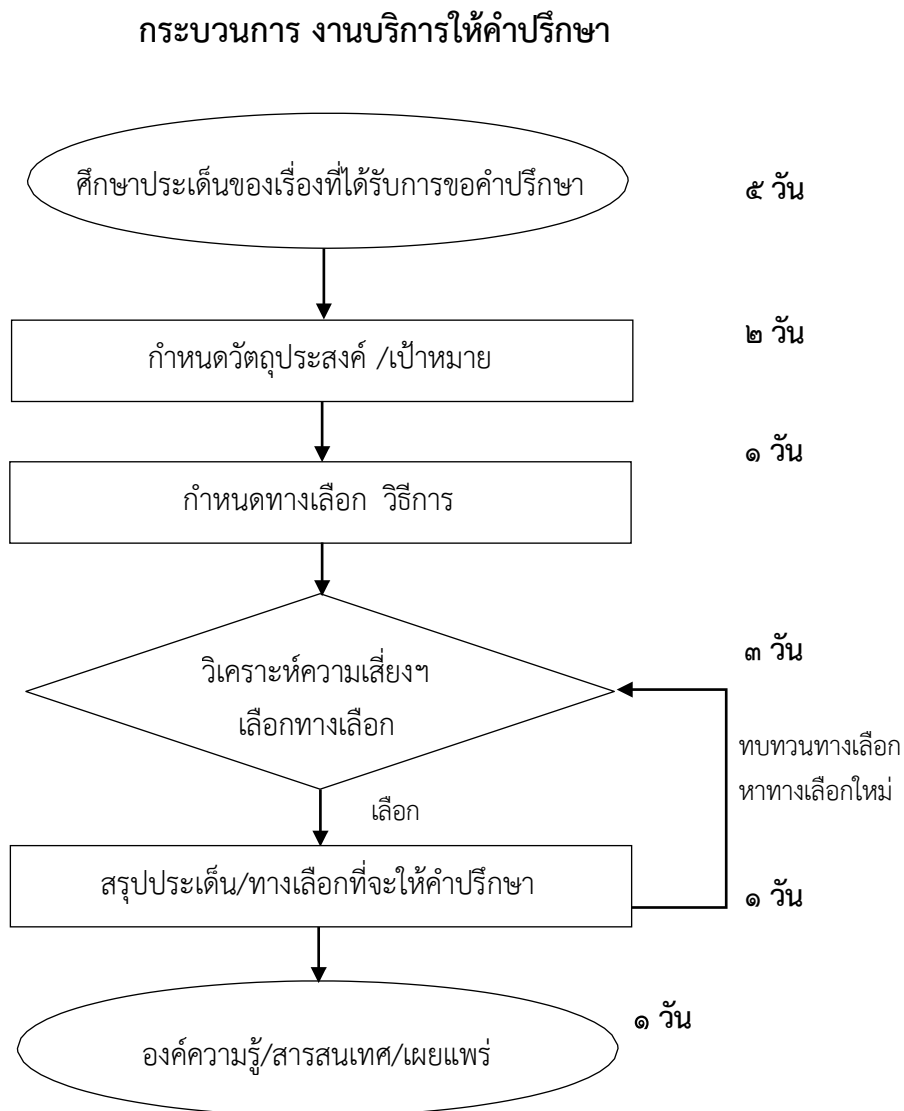 กระบวนการ งานบริการให้คำปรึกษา
ศึกษาประเด็นของเรื่องที่ได้รับการขอคำปรึกษา
๕ วัน
กำหนดวัตถุประสงค์ /เป้าหมาย
๒ วัน
กำหนดทางเลือก วิธีการ
๑ วัน
วิเคราะห์ความเสี่ยงฯ
เลือกทางเลือก
๓ วัน
ทบทวนทางเลือก
หาทางเลือกใหม่
เลือก
สรุปประเด็น/ทางเลือกที่จะให้คำปรึกษา
๑ วัน
องค์ความรู้/สารสนเทศ/เผยแพร่
๑ วัน